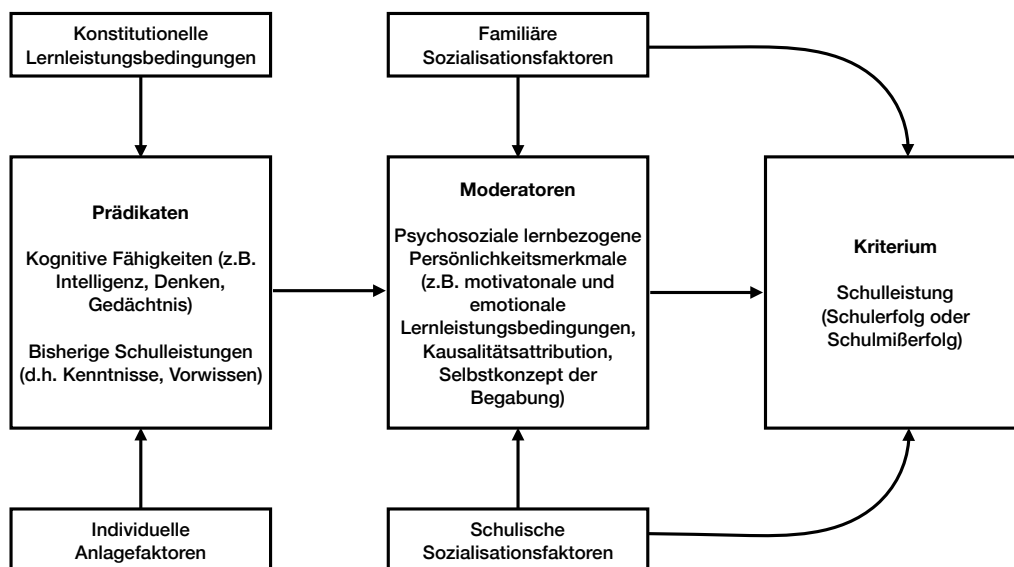 Konstitutionelle
Lernleistungsbedingungen
Familiäre
Sozialisationsfaktoren
Prädikaten
Kognitive Fähigkeiten (z.B.
Intelligenz, Denken,
Gedächtnis)
Bisherige Schulleistungen
(d.h. Kenntnisse, Vorwissen)
Moderatoren
Psychosoziale lernbezogene
Persönlichkeitsmerkmale
(z.B. motivatonale und
emotionale
Lernleistungsbedingungen,
Kausalitätsattribution,
Selbstkonzept der
Begabung)
Kriterium
Schulleistung
(Schulerfolg oder
Schulmißerfolg)
Individuelle
Anlagefaktoren
Schulische
Sozialisationsfaktoren